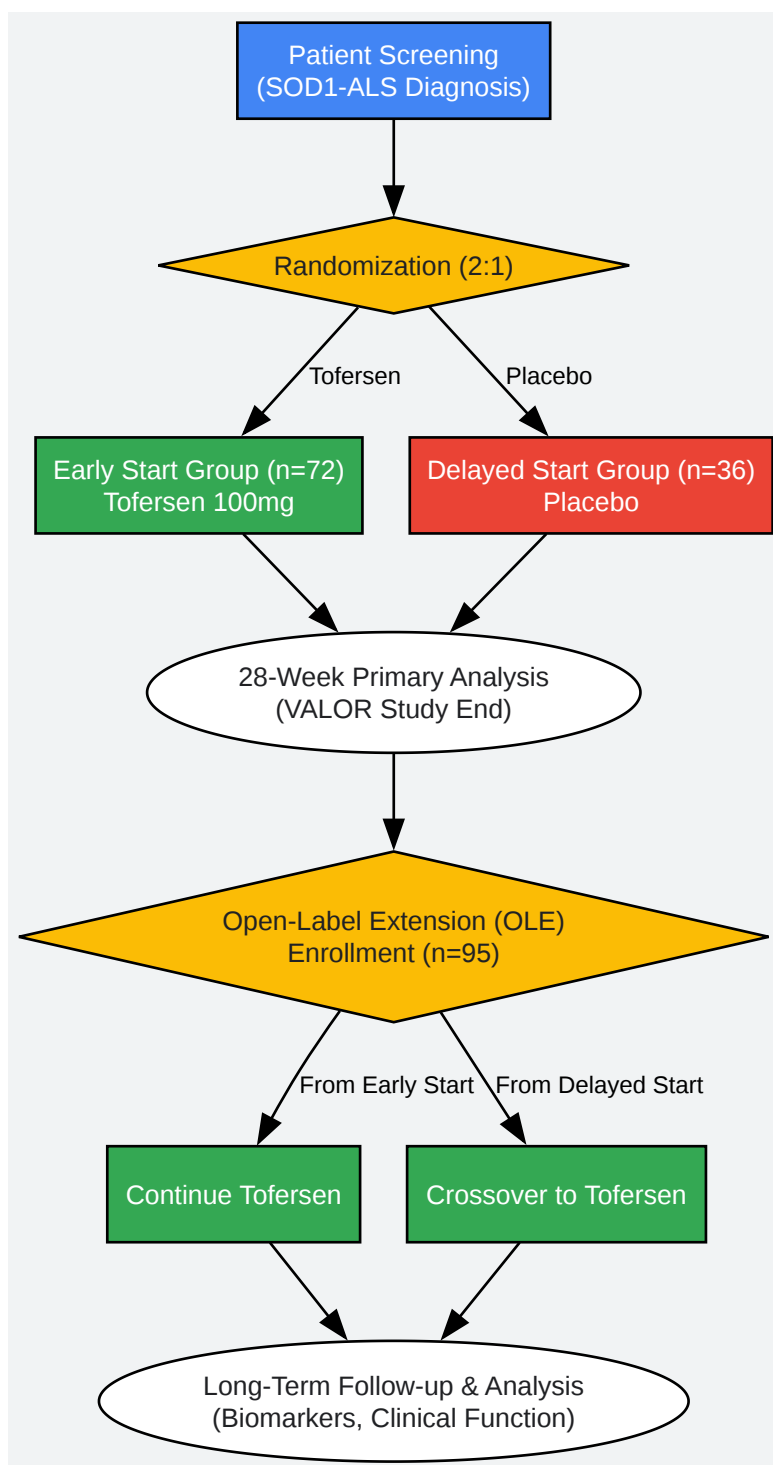 Patient Screening
(SOD1-ALS Diagnosis)
Randomization (2:1)
Tofersen
Placebo
Early Start Group (n=72)
Tofersen 100mg
Delayed Start Group (n=36)
Placebo
28-Week Primary Analysis
(VALOR Study End)
Open-Label Extension (OLE)
Enrollment (n=95)
From Early Start
From Delayed Start
Continue Tofersen
Crossover to Tofersen
Long-Term Follow-up & Analysis
(Biomarkers, Clinical Function)